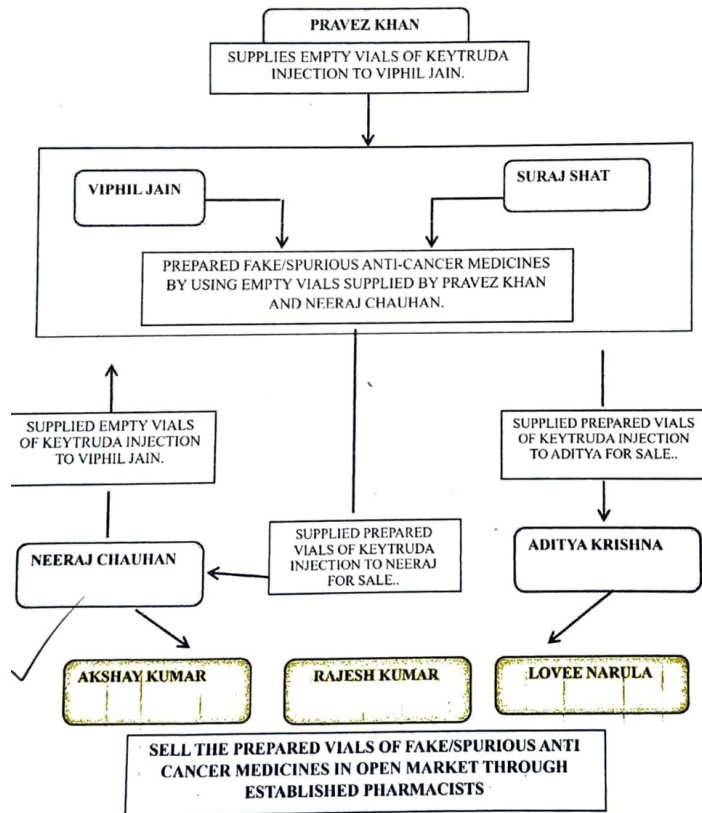 PRAVEZ KHAN
SUPPLIES EMPTY VIALS OF KEYTRUDA
INJECTION TO VIPHIL JAIN.
VIPHIL JAIN
SURAJ SHAT
PREPARED FAKE/SPURIOUS ANTI-CANCER MEDICINES
BY USING EMPTY VIALS SUPPLIED BY PRAVEZ KHAN
AND NEERAJ CHAUHAN.
SUPPLIED EMPTY VIALS
OF KEYTRUDA INJECTION
TO VIPHIL JAIN.
SUPPLIED PREPARED VIALS
OF KEYTRUDA INJECTION
TO ADITYA FOR SALE..
NEERAJ CHAUHAN
SUPPLIED PREPARED
VIALS OF KEYTRUDA
INJECTION TO NEERAJ
FOR SALE..
ADITYA KRISHNA
AKSHAY KUMAR
RAJESH KUMAR
LOVEE NARULA
SELL THE PREPARED VIALS OF FAKE/SPURIOUS ANTI
CANCER MEDICINES IN OPEN MARKET THROUGH
ESTABLISHED PHARMACISTS